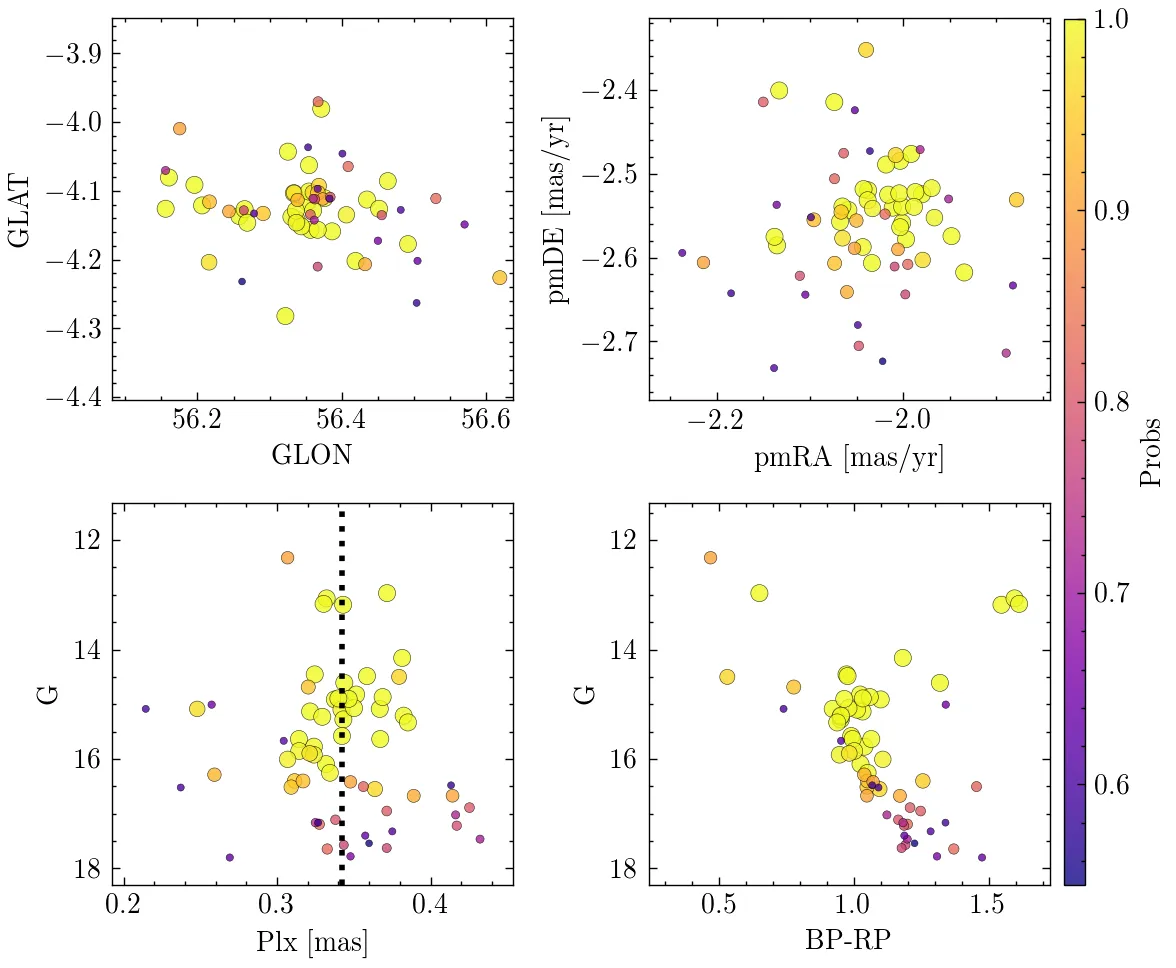 −3.9
−4.0
−4.1
−4.2
−4.3
−4.4
GLAT
56.2 56.4 56.6
GLON
−2.4
−2.5
−2.6
−2.7
pmDE [mas/yr]
−2.2 −2.0
pmRA [mas/yr]
12
14
16
18
G
0.2 0.3 0.4
Plx [mas]
12
14
16
18
G
0.5 1.0 1.5
BP-RP
1.0
0.9
0.8
0.7
0.6
Probs